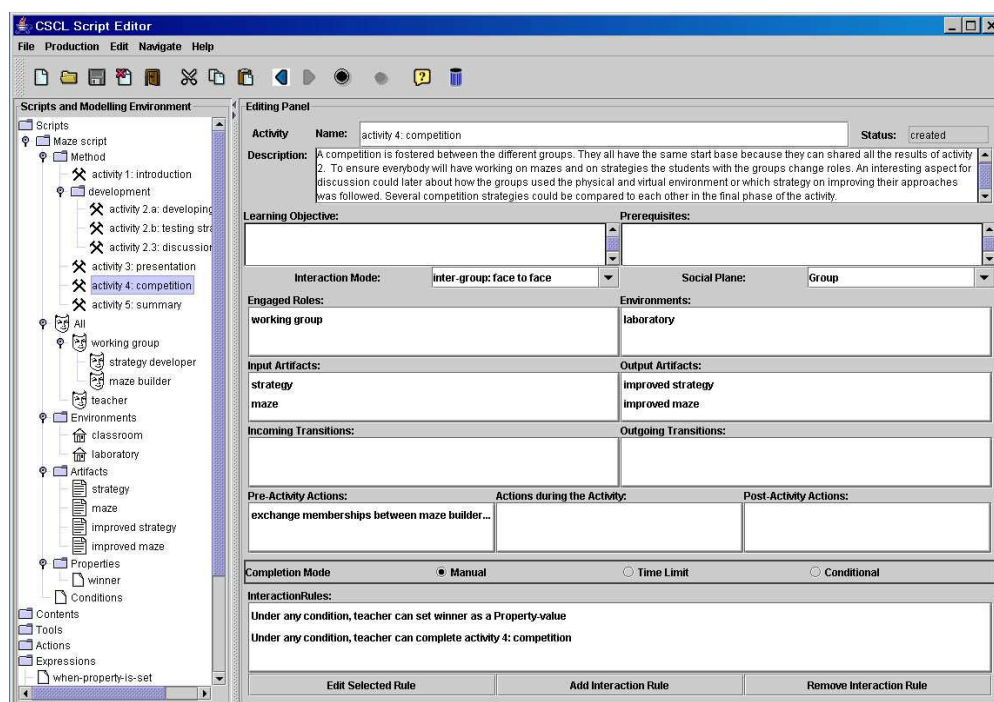 CSCL Script Editor
File Production Edit Navigate Help
Scripts and Modelling Environment
Scripts
Maze script
Method
activity 1: introduction
development
activity 2.a: developing
activity 2.b: testing stra
activity 2.3: discussion
activity 3: presentation
activity 4: competition
activity 5: summary
All
working group
strategy developer
maze builder
teacher
Environments
classroom
laboratory
Artifacts
strategy
maze
improved strategy
improved maze
Properties
winner
Conditions
Contents
Tools
Actions
Expressions
when-property-is-set
Editing Panel
Activity Name: activity 4: competition Status: created
Description: A competition is fostered between the different groups. They all have the same start base because they can shared all the results of activity
2. To ensure everybody will have working on mazes and on strategies the students with the groups change roles. An interesting aspect for
discussion could later about how the groups used the physical and virtual environment or which strategy on improving their approaches
was followed. Several competition strategies could be compared to each other in the final phase of the activity.
Learning Objective: Prerequisites:
Interaction Mode: inter-group: face to face Social Plane: Group
Engaged Roles: Environments:
working group laboratory
Input Artifacts: Output Artifacts:
strategy improved strategy
maze improved maze
Incoming Transitions: Outgoing Transitions:
Pre-Activity Actions: Actions during the Activity: Post-Activity Actions:
exchange memberships between maze builder...
Completion Mode Manual Time Limit Conditional
InteractionRules:
Under any condition, teacher can set winner as a Property-value
Under any condition, teacher can complete activity 4: competition
Edit Selected Rule Add Interaction Rule Remove Interaction Rule